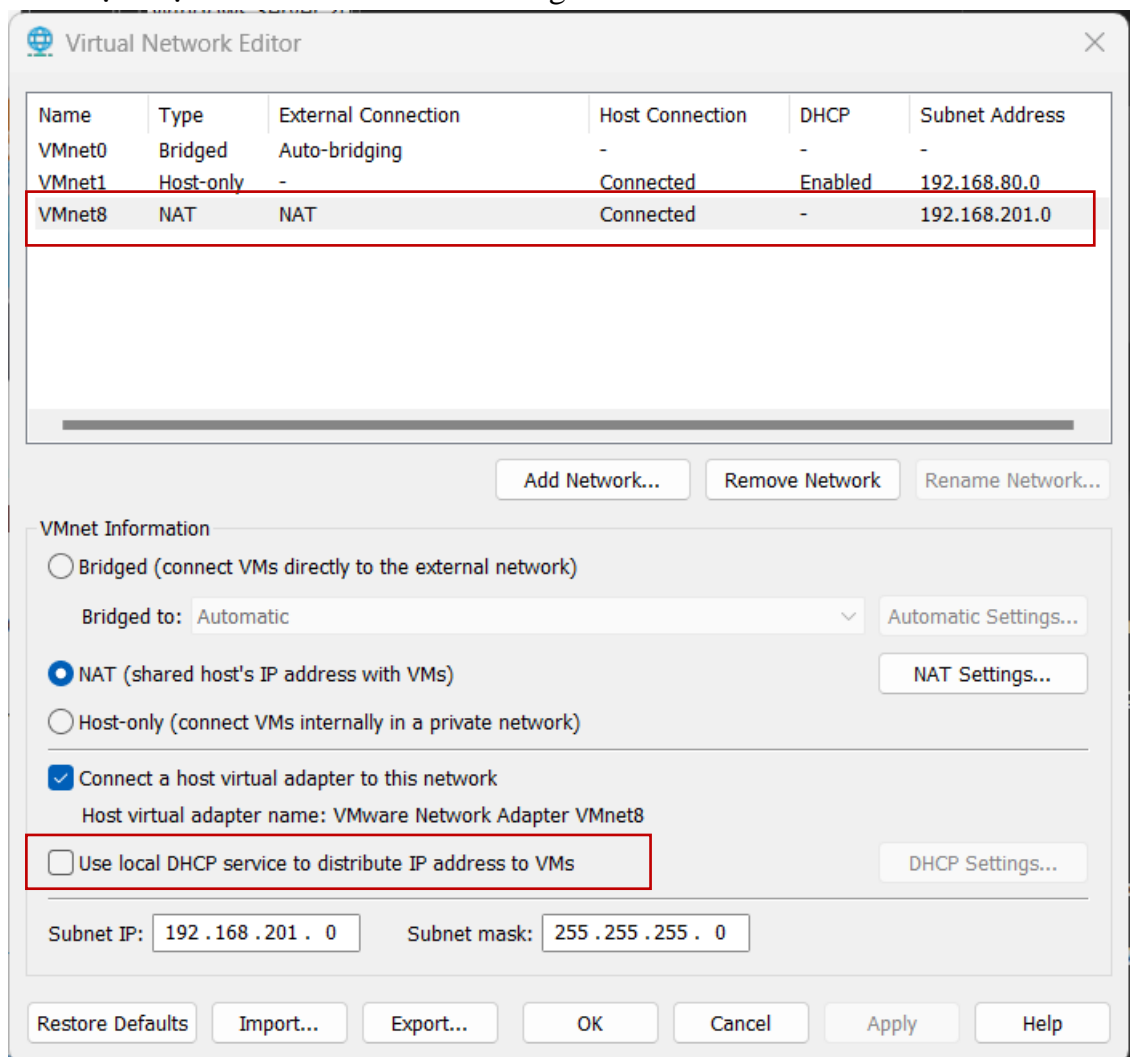 Virtual Network Editor
Name Type External Connection Host Connection DHCP Subnet Address
VMnet0 Bridged Auto-bridging - - -
VMnet1 Host-only - Connected Enabled 192.168.80.0
VMnet8 NAT NAT Connected - 192.168.201.0
Add Network... Remove Network Rename Network...
VMnet Information
Bridged (connect VMs directly to the external network)
Bridged to: Automatic Automatic Settings...
NAT (shared host's IP address with VMs) NAT Settings...
Host-only (connect VMs internally in a private network)
Connect a host virtual adapter to this network
Host virtual adapter name: VMware Network Adapter VMnet8
Use local DHCP service to distribute IP address to VMs DHCP Settings...
Subnet IP: 192 . 168 . 201 . 0 Subnet mask: 255 . 255 . 255 . 0
Restore Defaults Import... Export... OK Cancel Apply Help